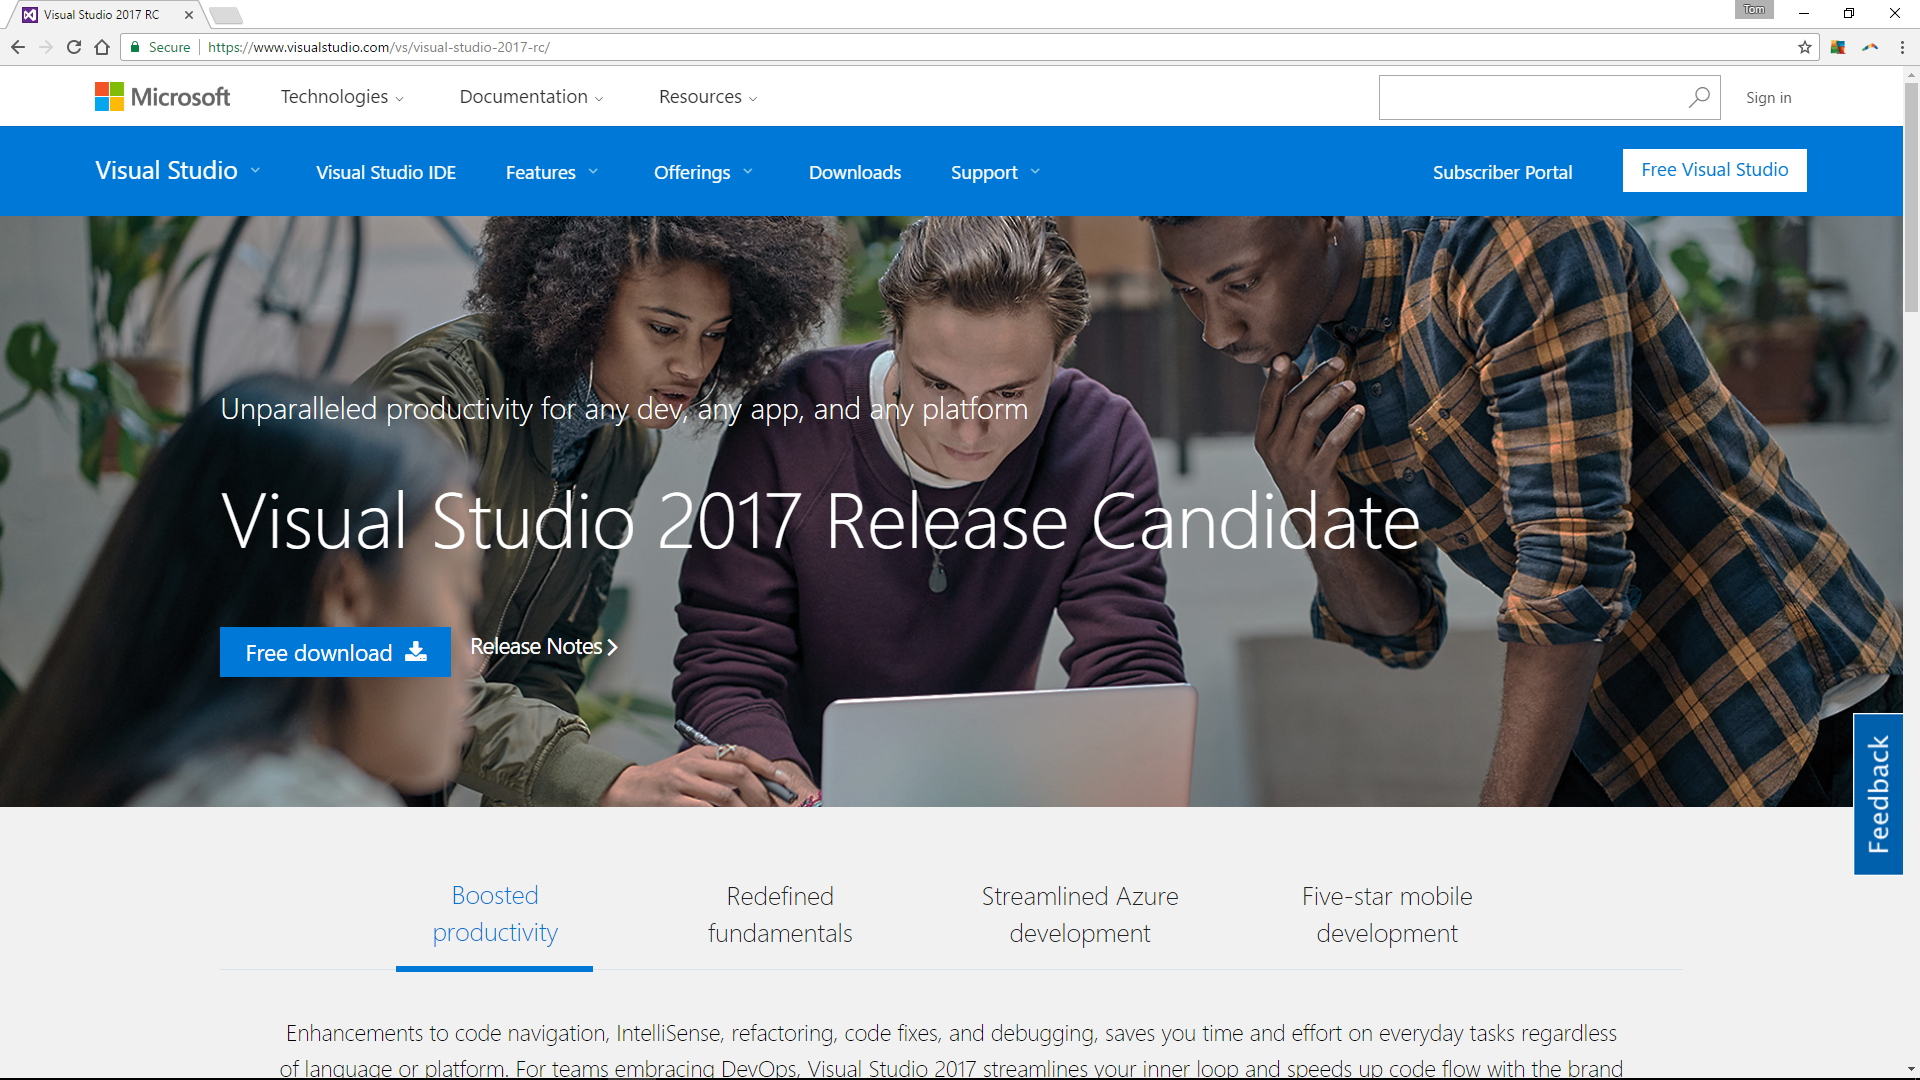 Visual Studio 2017 RC
Tom
Secure
https://www.visualstudio.com/vs/visual-studio-2017-rc/
Microsoft
Technologies
Documentation
Resources
Sign in
Visual Studio
Visual Studio IDE
Features
Offerings
Downloads
Support
Subscriber Portal
Free Visual Studio
Unparalleled productivity for any dev, any app, and any platform
Visual Studio 2017 Release Candidate
Free download
Release Notes
Feedback
Boosted
productivity
Redefined
fundamentals
Streamlined Azure
development
Five-star mobile
development
Enhancements to code navigation, IntelliSense, refactoring, code fixes, and debugging, saves you time and effort on everyday tasks regardless
of language or platform. For teams embracing DevOps, Visual Studio 2017 streamlines your inner loop and speeds up code flow with the brand